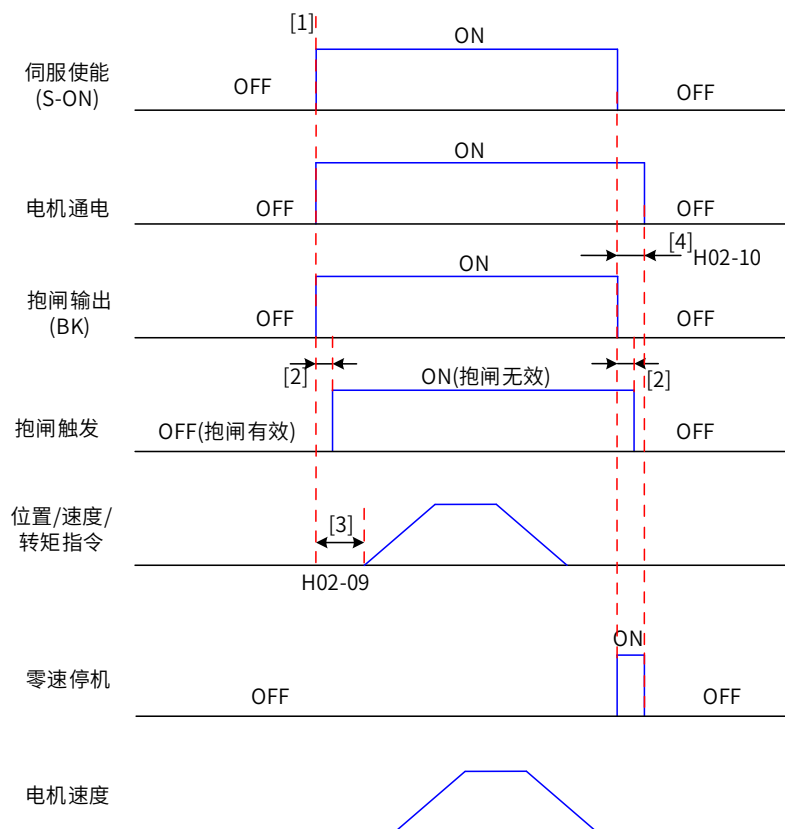 [1]
ON
伺服使能
(S-ON)
OFF
OFF
ON
电机通电
OFF
OFF
[4]
H02-10
ON
抱闸输出
(BK)
OFF
OFF
[2]
ON(抱闸无效)
[2]
抱闸触发
OFF(抱闸有效)
OFF
位置/速度/
转矩指令
[3]
H02-09
ON
零速停机
OFF
OFF
电机速度